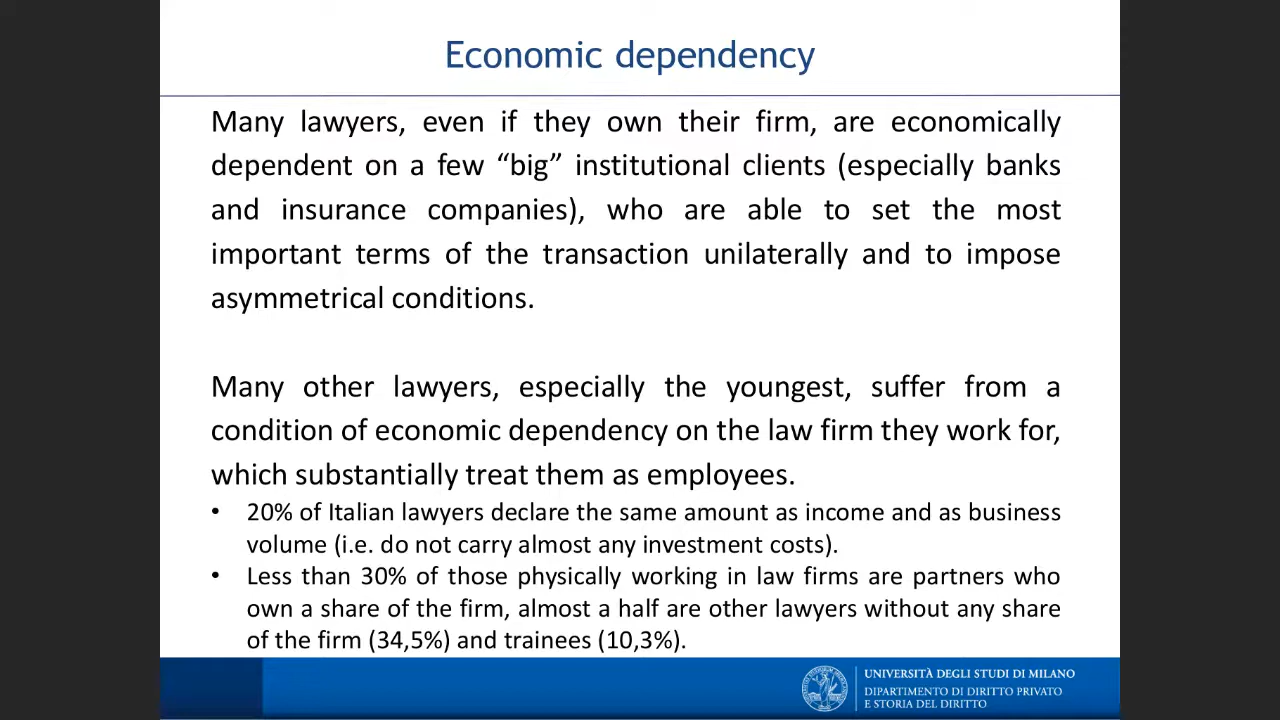 Economic dependency
Many lawyers, even if they own their firm, are economically
dependent on a few “big” institutional clients (especially banks
and insurance companies), who are able to set the most
important terms of the transaction unilaterally and to impose
asymmetrical conditions.
Many other lawyers, especially the youngest, suffer from a
condition of economic dependency on the law firm they work for,
which substantially treat them as employees.
• 20% of Italian lawyers declare the same amount as income and as business
volume (i.e. do not carry almost any investment costs).
• Less than 30% of those physically working in law firms are partners who
own a share of the firm, almost a half are other lawyers without any share
of the firm (34,5%) and trainees (10,3%).
UNIVERSITÀ DEGLI STUDI DI MILANO
DIPARTIMENTO DI DIRITTO PRIVATO
E STORIA DEL DIRITTO